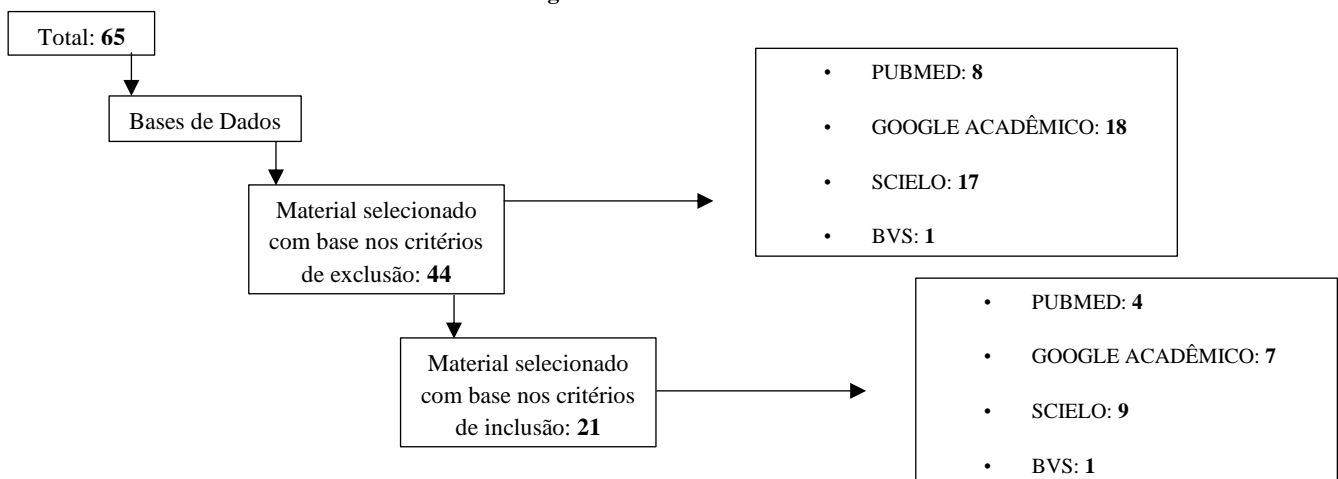 Total: 65
Bases de Dados
Material selecionado
com base nos critérios
de exclusão: 44
• PUBMED: 8
• GOOGLE ACADÊMICO: 18
• SCIELO: 17
• BVS: 1
Material selecionado
com base nos critérios
de inclusão: 21
• PUBMED: 4
• GOOGLE ACADÊMICO: 7
• SCIELO: 9
• BVS: 1